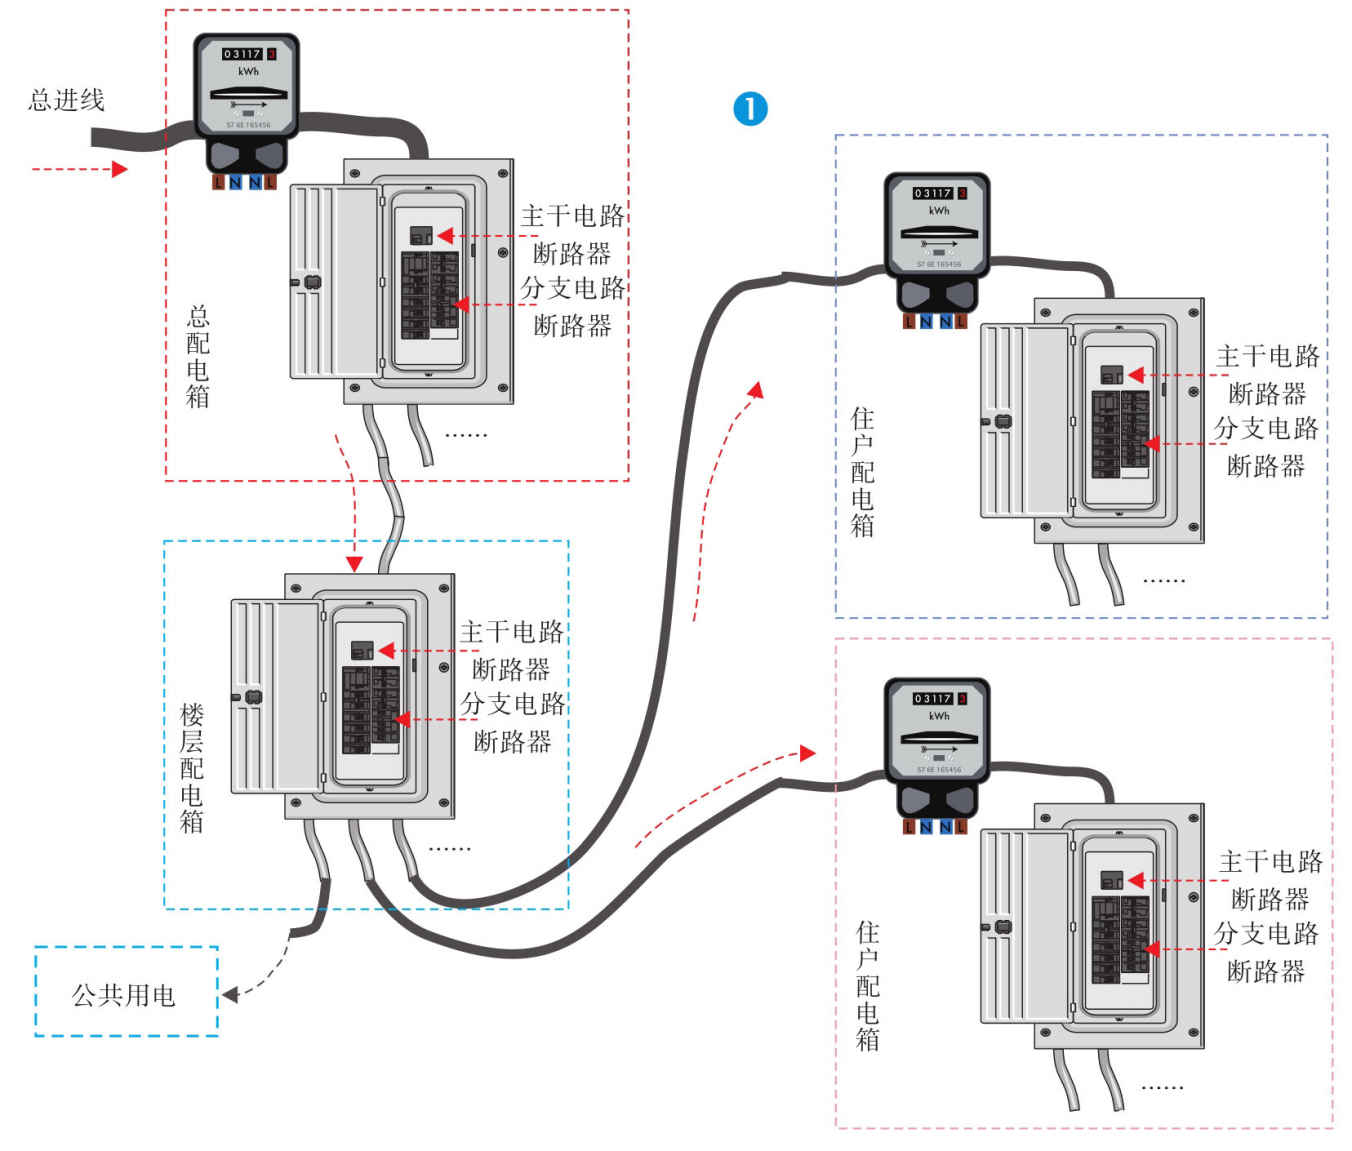 总进线
03117 3
kWh
57 6E 165456
L N N L
主干电路
断路器
分支电路
断路器
总配电箱
······
1
03117 3
kWh
57 6E 165456
L N N L
主干电路
断路器
分支电路
断路器
住户配电箱
······
主干电路
断路器
分支电路
断路器
楼层配电箱
······
公共用电
03117 3
kWh
57 6E 165456
L N N L
主干电路
断路器
分支电路
断路器
住户配电箱
······